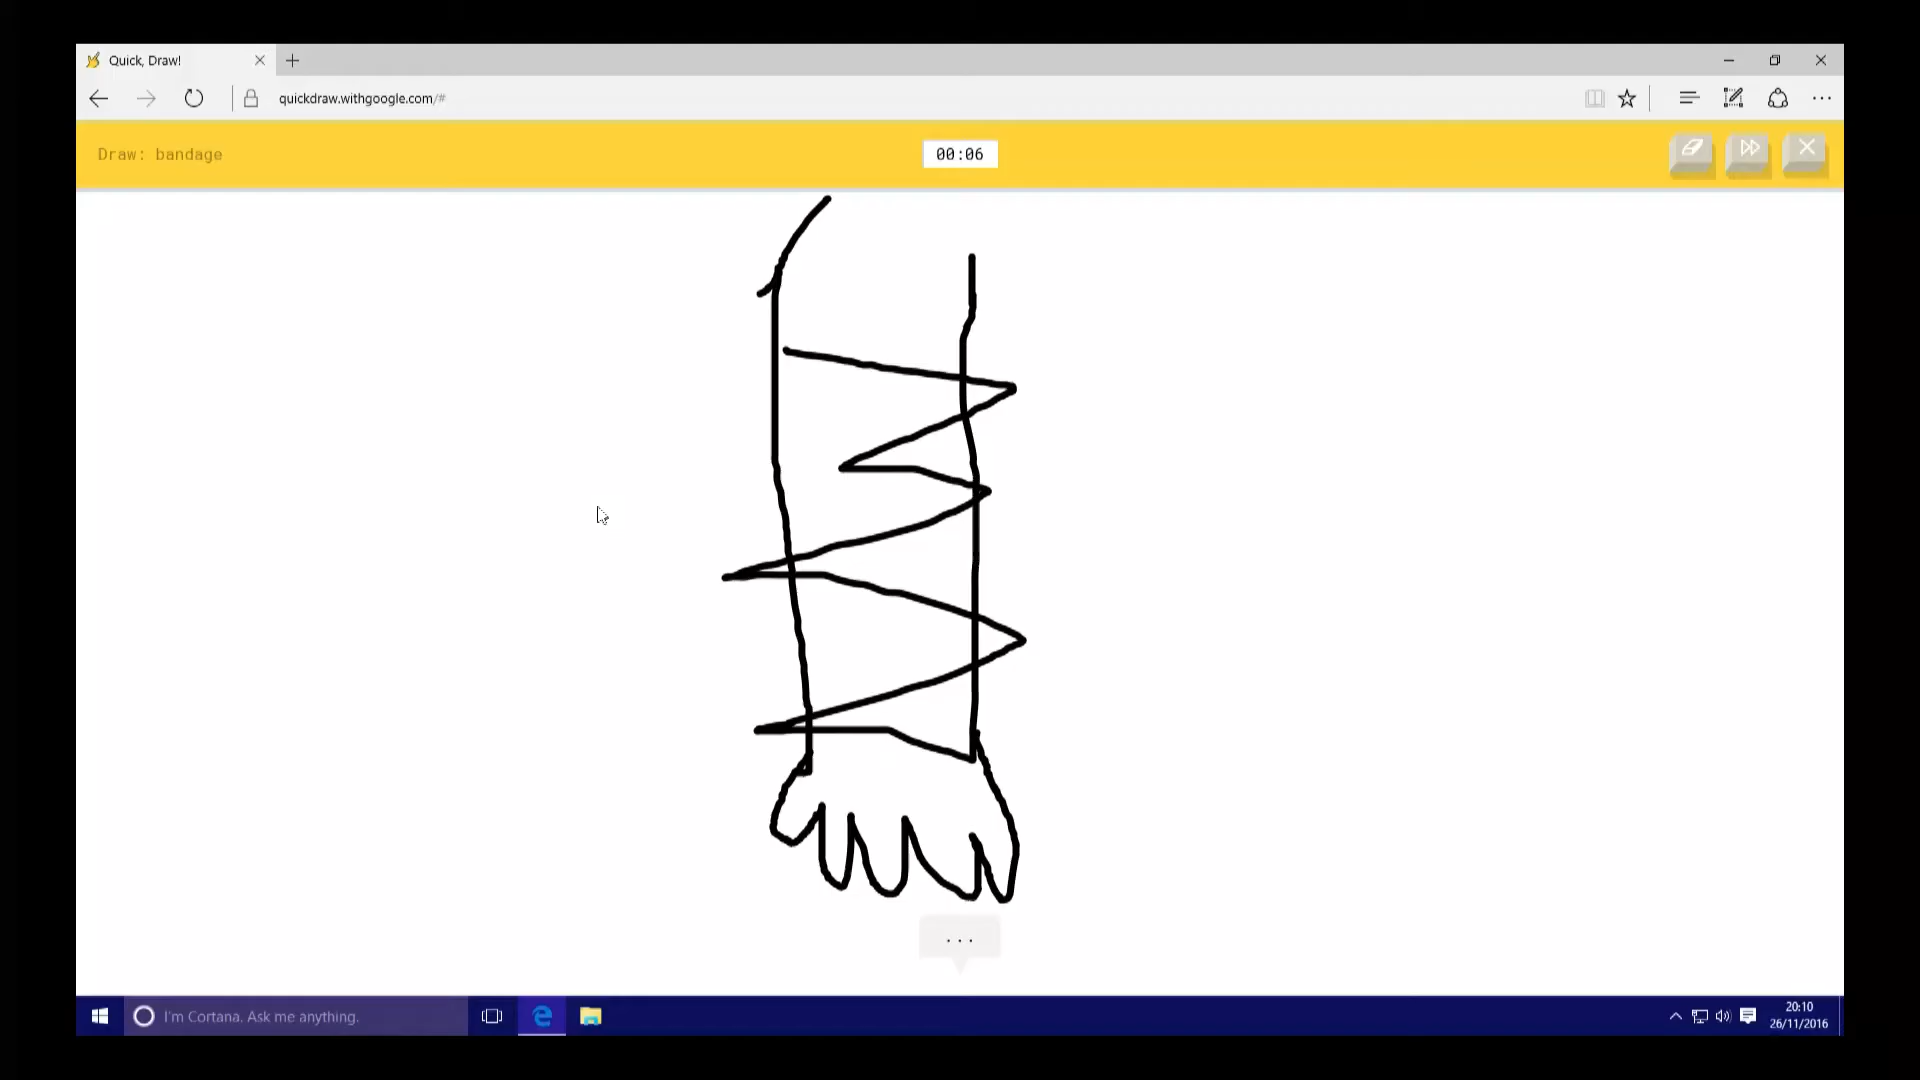 Quick, Draw!
quickdraw.withgoogle.com/#
Draw: bandage
00:06
...
I'm Cortana. Ask me anything.
20:10
26/11/2016